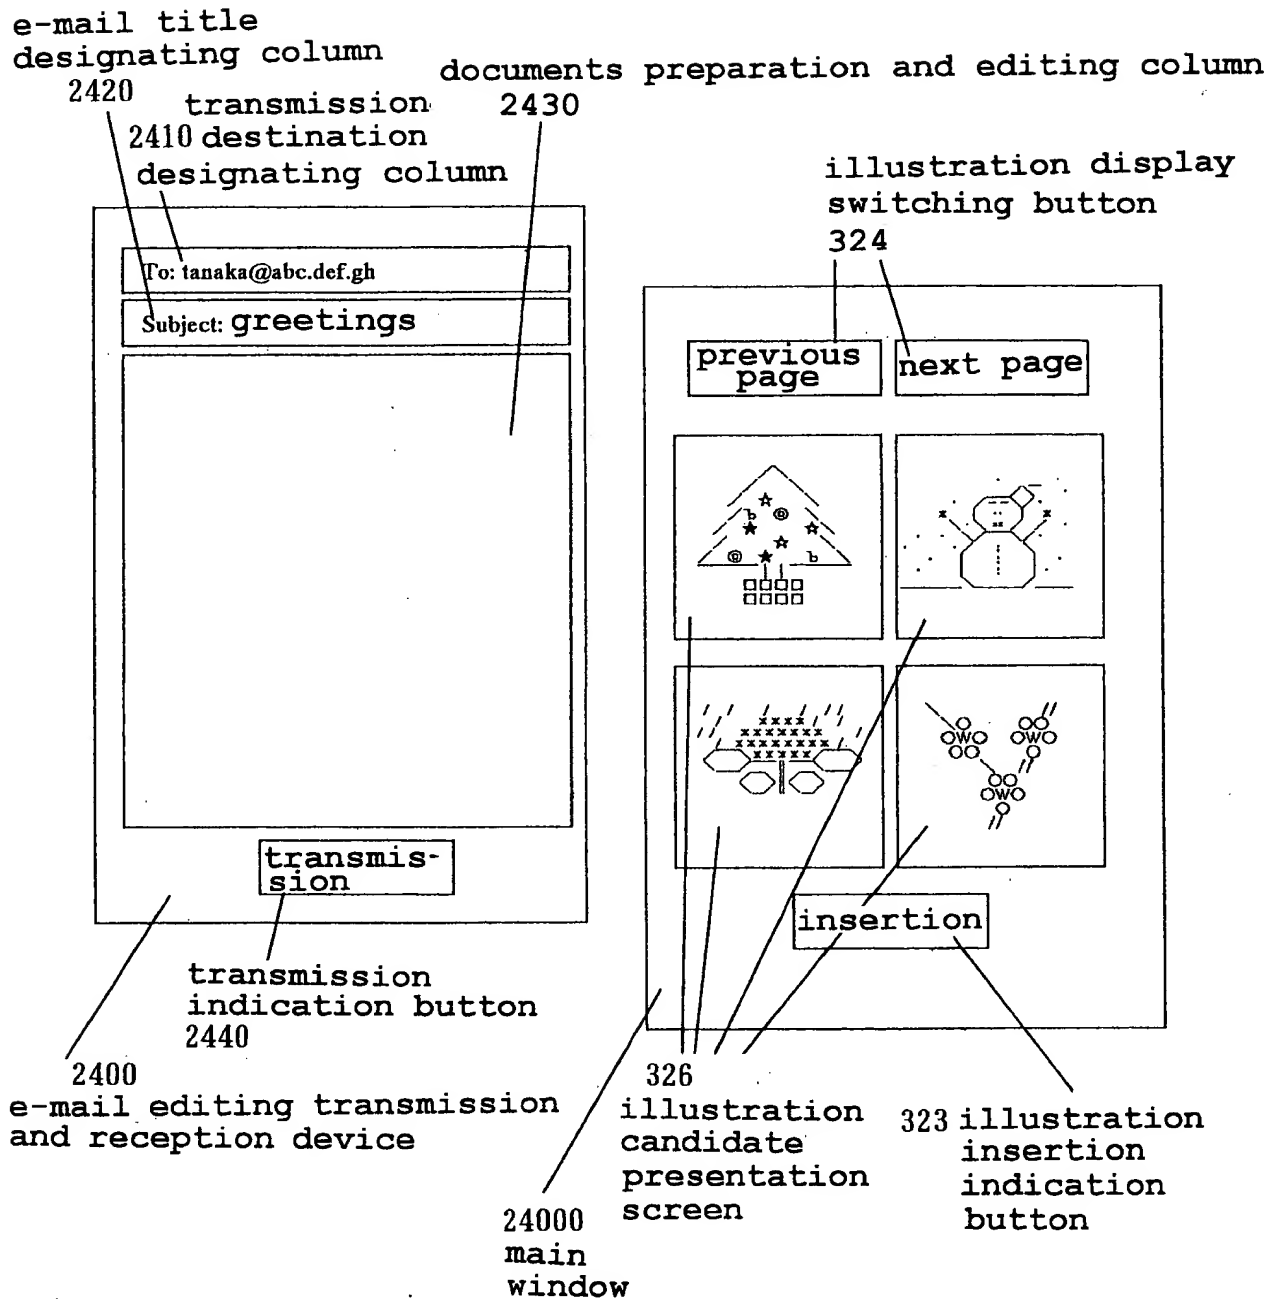 e-mail title
designating column
2420
documents preparation and editing column
2430
transmission
2410 destination
designating column
illustration display
switching button
324
To: tanaka@abc.def.gh
Subject: greetings
previous
page
next page
transmis-
sion
insertion
transmission
indication button
2440
2400
e-mail editing transmission
and reception device
326
illustration
candidate
presentation
screen
323 illustration
insertion
indication
button
24000
main
window